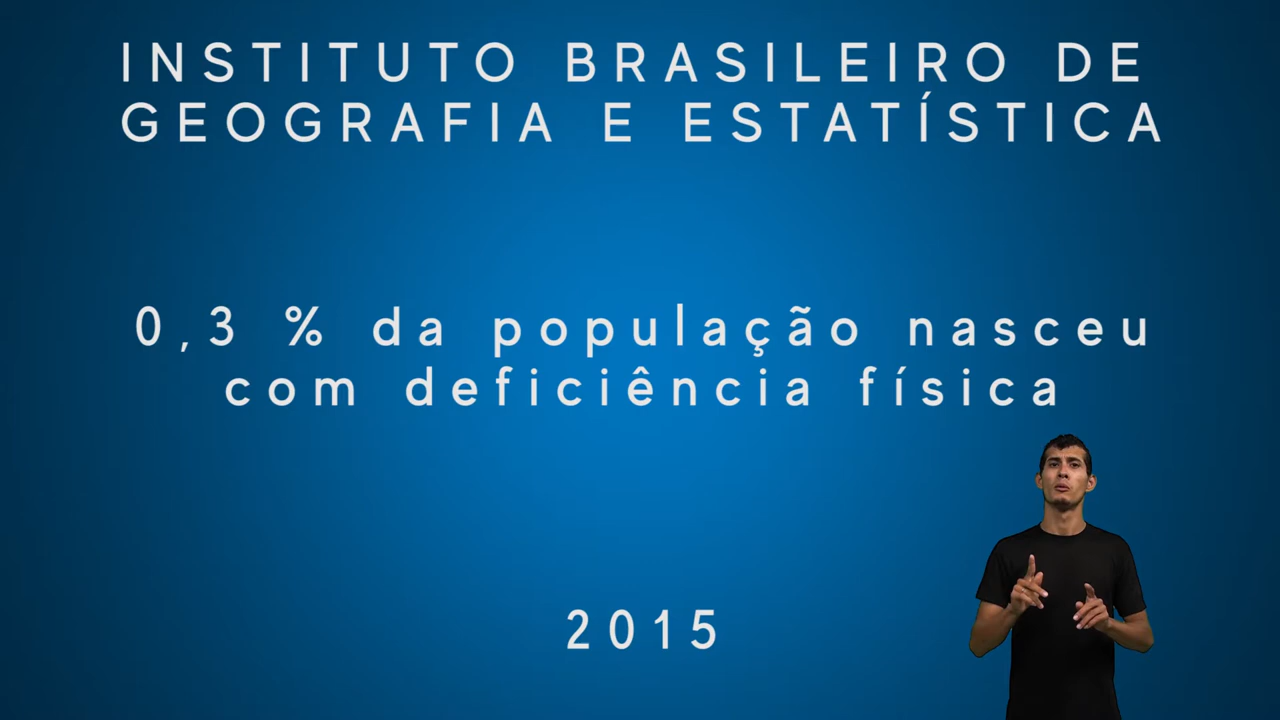 INSTITUTO BRASILEIRO DE
GEOGRAFIA E ESTATÍSTICA
0,3 % da população nasceu
com deficiência física
2015